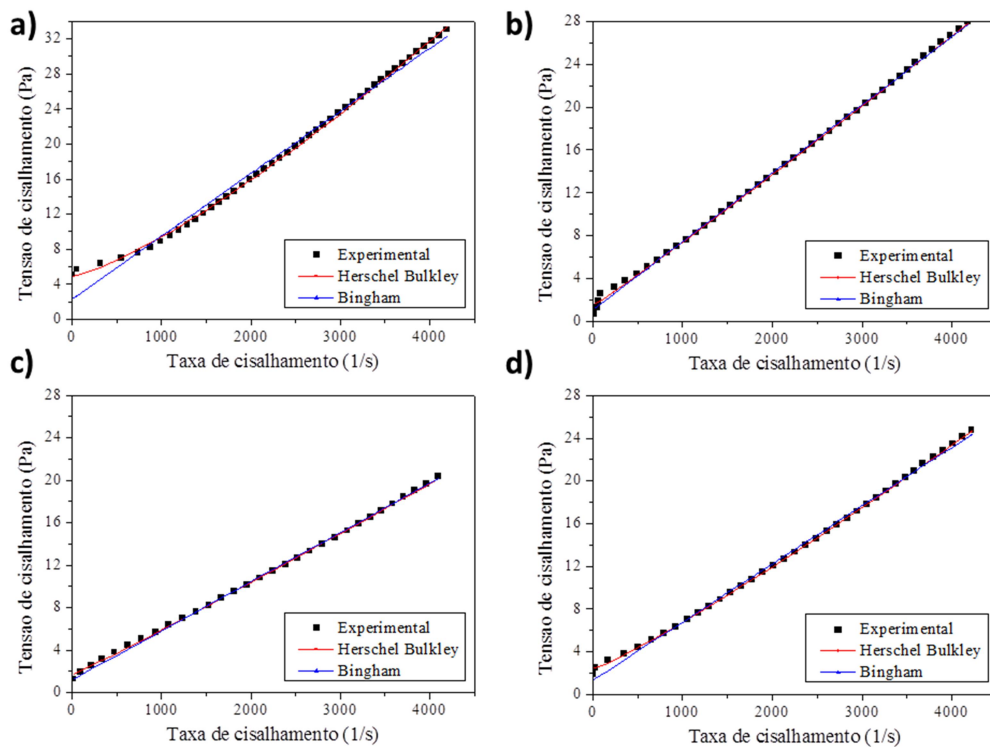 a)
Tensao de cisalhamento (Pa)
36
32
28
24
20
16
12
8
4
0
Experimental
Herschel Bulkley
Bingham
0 1000 2000 3000 4000
Taxa de cisalhamento (1/s)
b)
Tensao de cisalhamento (Pa)
28
24
20
16
12
8
4
0
Experimental
Herschel Bulkley
Bingham
0 1000 2000 3000 4000
Taxa de cisalhamento (1/s)
c)
Tensao de cisalhamento (Pa)
28
24
20
16
12
8
4
0
Experimental
Herschel Bulkley
Bingham
0 1000 2000 3000 4000
Taxa de cisalhamento (1/s)
d)
Tensao de cisalhamento (Pa)
28
24
20
16
12
8
4
0
Experimental
Herschel Bulkley
Bingham
0 1000 2000 3000 4000
Taxa de cisalhamento (1/s)